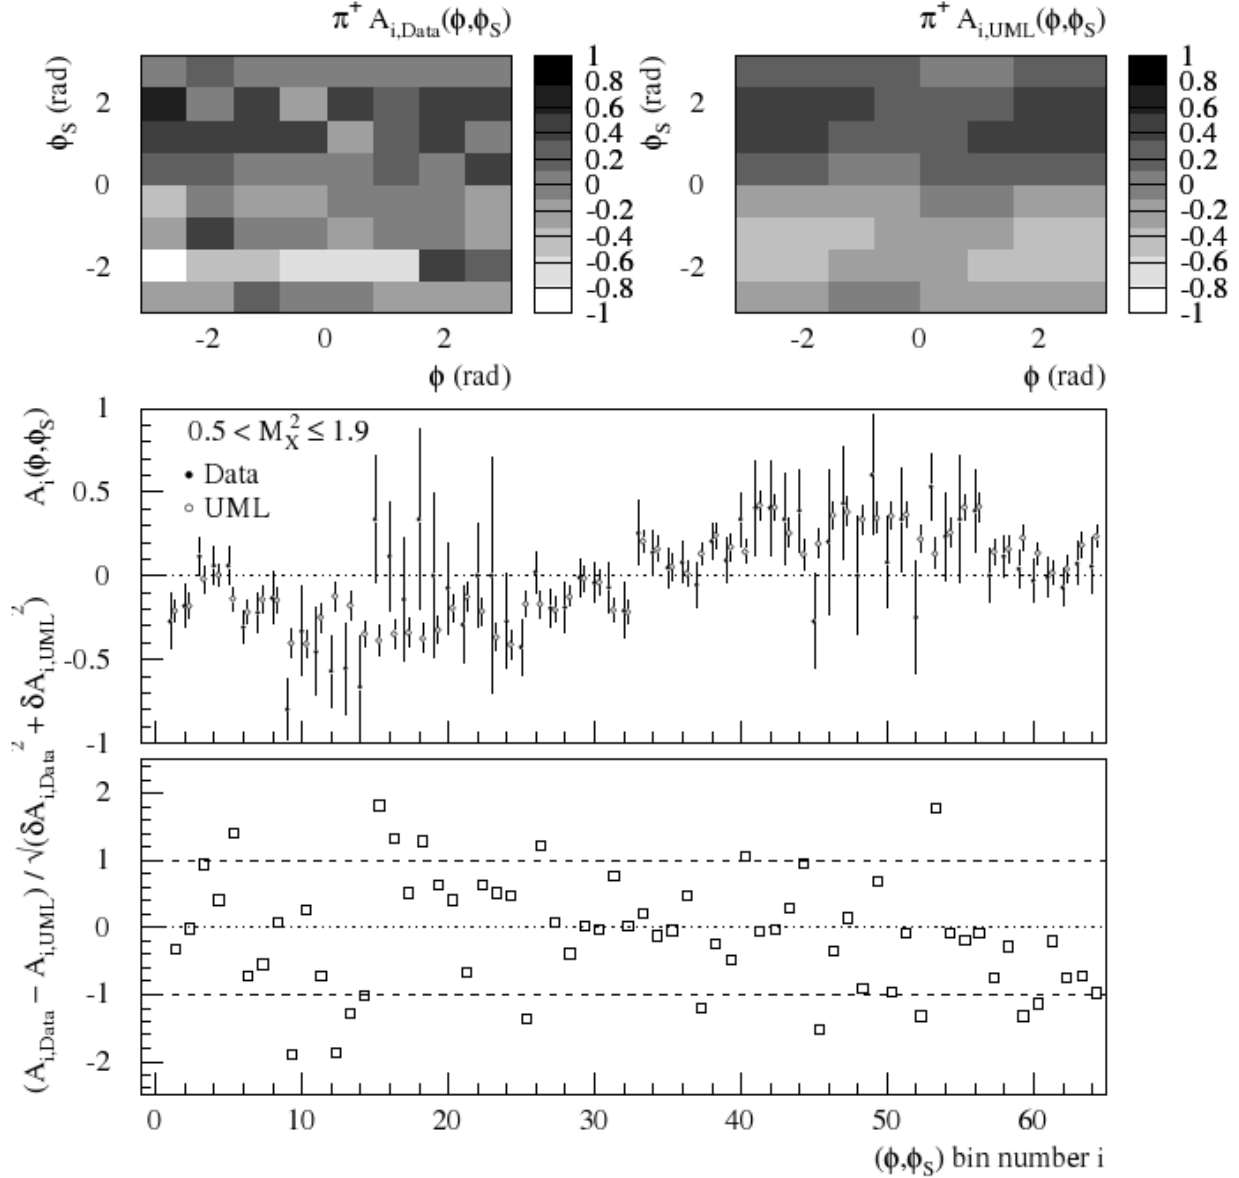 π⁺ A_i,Data(ϕ,ϕ_S)
π⁺ A_i,UML(ϕ,ϕ_S)
ϕ_S (rad)
2
0
-2
1
0.8
0.6
0.4
0.2
0
-0.2
-0.4
-0.6
-0.8
-1
-2 0 2
ϕ (rad)
ϕ_S (rad)
2
0
-2
1
0.8
0.6
0.4
0.2
0
-0.2
-0.4
-0.6
-0.8
-1
-2 0 2
ϕ (rad)
A_i(ϕ,ϕ_S)
1
0.5
0
-0.5
-1
0.5 < M_X² ≤ 1.9
Data
UML
(A_i,Data − A_i,UML) / √(δA_i,Data² + δA_i,UML²)
2
1
0
-1
-2
0 10 20 30 40 50 60
(ϕ,ϕ_S) bin number i